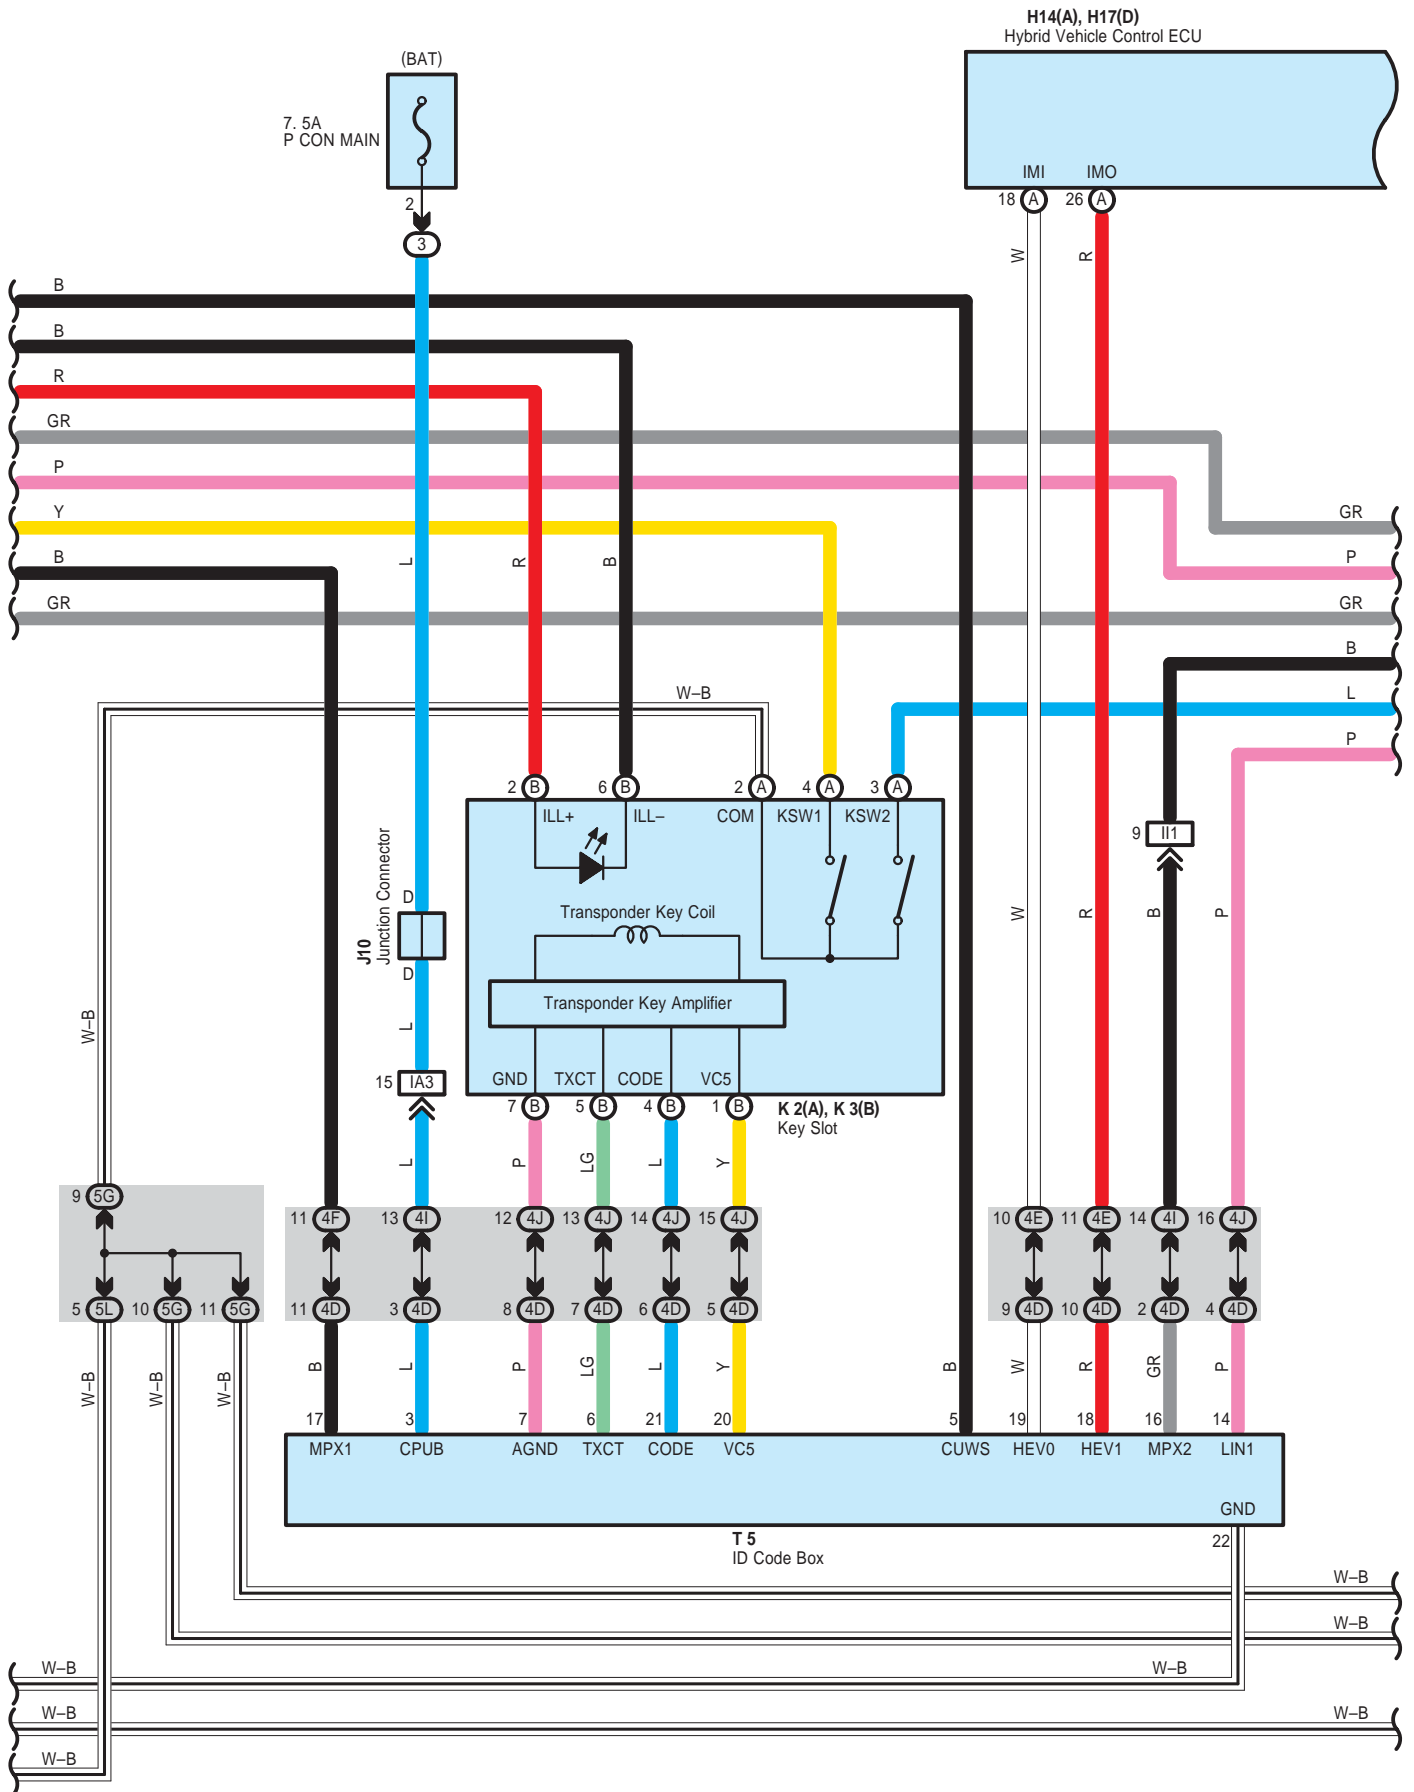 H14(A), H17(D)
Hybrid Vehicle Control ECU
(BAT)
7. 5A
P CON MAIN
2
3
IMI IMO
18 A 26 A
W R
B
B
R
GR
P
Y
B
GR
L R B
GR
P
GR
B
L
P
W–B
2 B 6 B 2 A 4 A 3 A
ILL+ ILL– COM KSW1 KSW2
9 II1
J10
Junction Connector
D
D
Transponder Key Coil
Transponder Key Amplifier
W R B P
W–B
L
15 IA3
GND TXCT CODE VC5
7 B 5 B 4 B 1 B
K 2(A), K 3(B)
Key Slot
L P LG L Y
9 5G
11 4F 13 4I 12 4J 13 4J 14 4J 15 4J 10 4E 11 4E 14 4I 16 4J
5 5L 10 5G 11 5G 11 4D 3 4D 8 4D 7 4D 6 4D 5 4D 9 4D 10 4D 2 4D 4 4D
W–B W–B W–B B L P LG L Y B W R GR P
17 3 7 6 21 20 5 19 18 16 14
MPX1 CPUB AGND TXCT CODE VC5 CUWS HEV0 HEV1 MPX2 LIN1
GND
22
T 5
ID Code Box
W–B
W–B
W–B W–B
W–B W–B
W–B